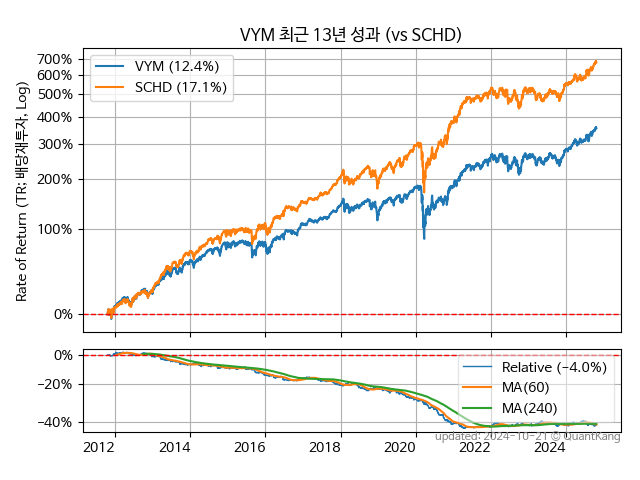 VYM 최근 13년 성과 (vs SCHD)
Rate of Return (TR: 배당재투자, Log)
700%
600%
500%
400%
300%
200%
100%
0%
VYM (12.4%)
SCHD (17.1%)
0%
−20%
−40%
Relative (-4.0%)
MA(60)
MA(240)
updated: 2024-10-21 © QuantKang
2012 2014 2016 2018 2020 2022 2024